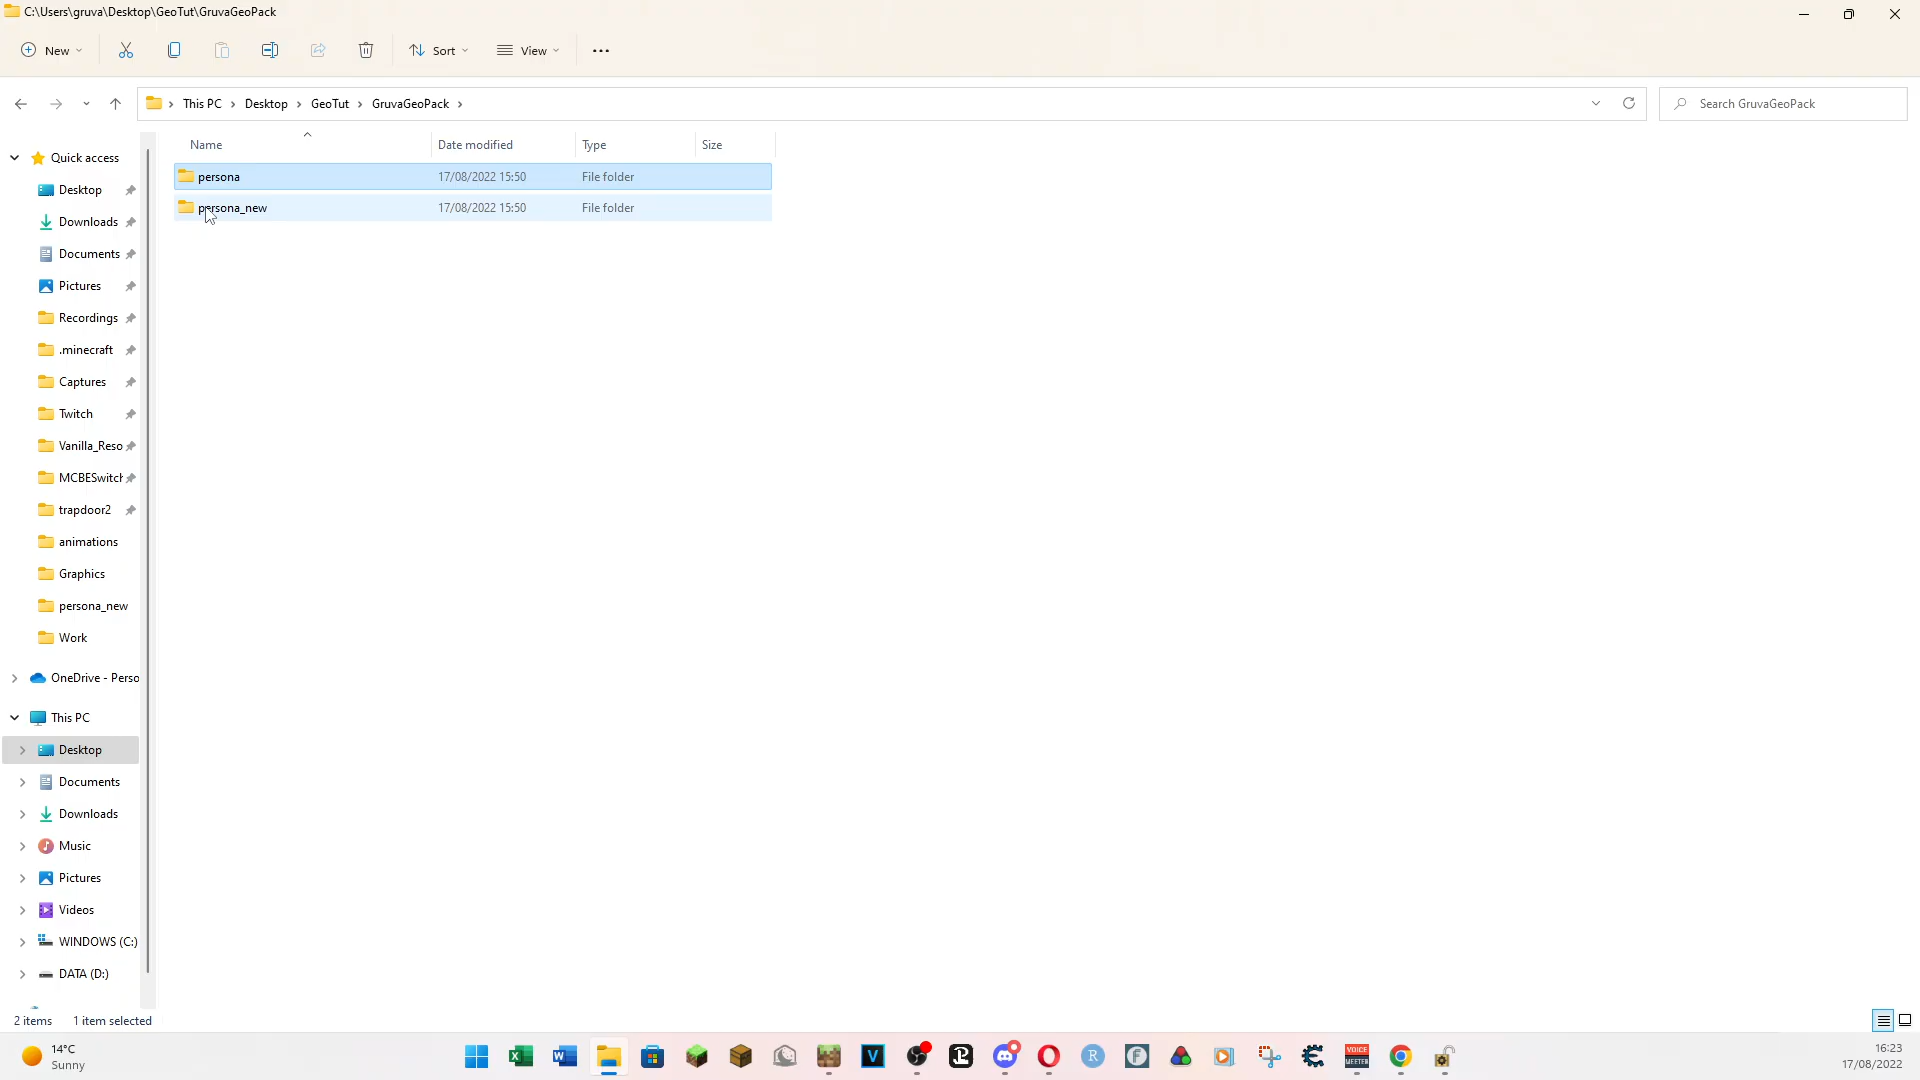 C:\Users\gruva\Desktop\GeoTut\GruvaGeoPack
New
Sort
View
This PC
Desktop
GeoTut
GruvaGeoPack
Search GruvaGeoPack
Name
Date modified
Type
Size
persona
17/08/2022 15:50
File folder
persona_new
17/08/2022 15:50
File folder
Quick access
Desktop
Downloads
Documents
Pictures
Recordings
.minecraft
Captures
Twitch
Vanilla_Reso
MCBESwitch
trapdoor2
animations
Graphics
persona_new
Work
OneDrive - Perso
This PC
Desktop
Documents
Downloads
Music
Pictures
Videos
WINDOWS (C:)
DATA (D:)
2 items
1 item selected
14°C
Sunny
VOICE
MEETER
16:23
17/08/2022